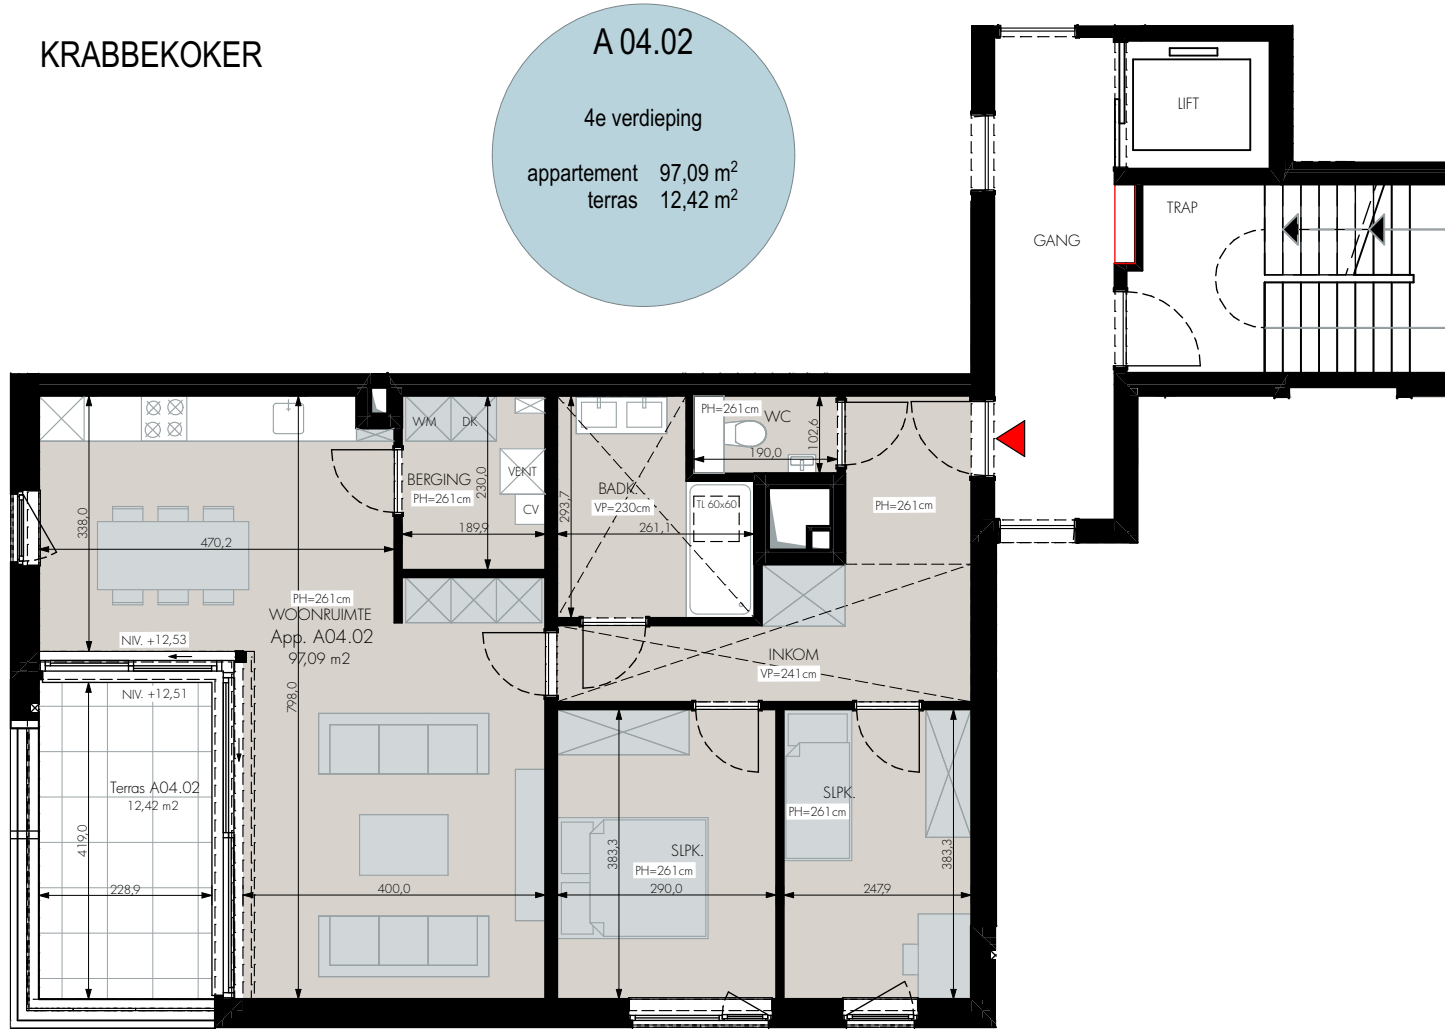 KRABBEKOKER
A 04.02
4e verdieping
appartement 97,09 m²
terras 12,42 m²
LIFT
TRAP
GANG
WM
DK
BERGING
PH=261cm
230,0
VENT
CV
189,9
BADK.
VP=230cm
293,7
261,1
TL 60x60
PH=261cm
WC
102,6
190,0
PH=261cm
338,0
470,2
PH=261cm
WOONRUIMTE
App. A04.02
97,09 m2
NIV. +12,53
NIV. +12,51
798,0
INKOM
VP=241cm
Terras A04.02
12,42 m2
419,0
228,9
400,0
SLPK.
PH=261cm
383,3
290,0
SLPK.
PH=261cm
383,3
247,9